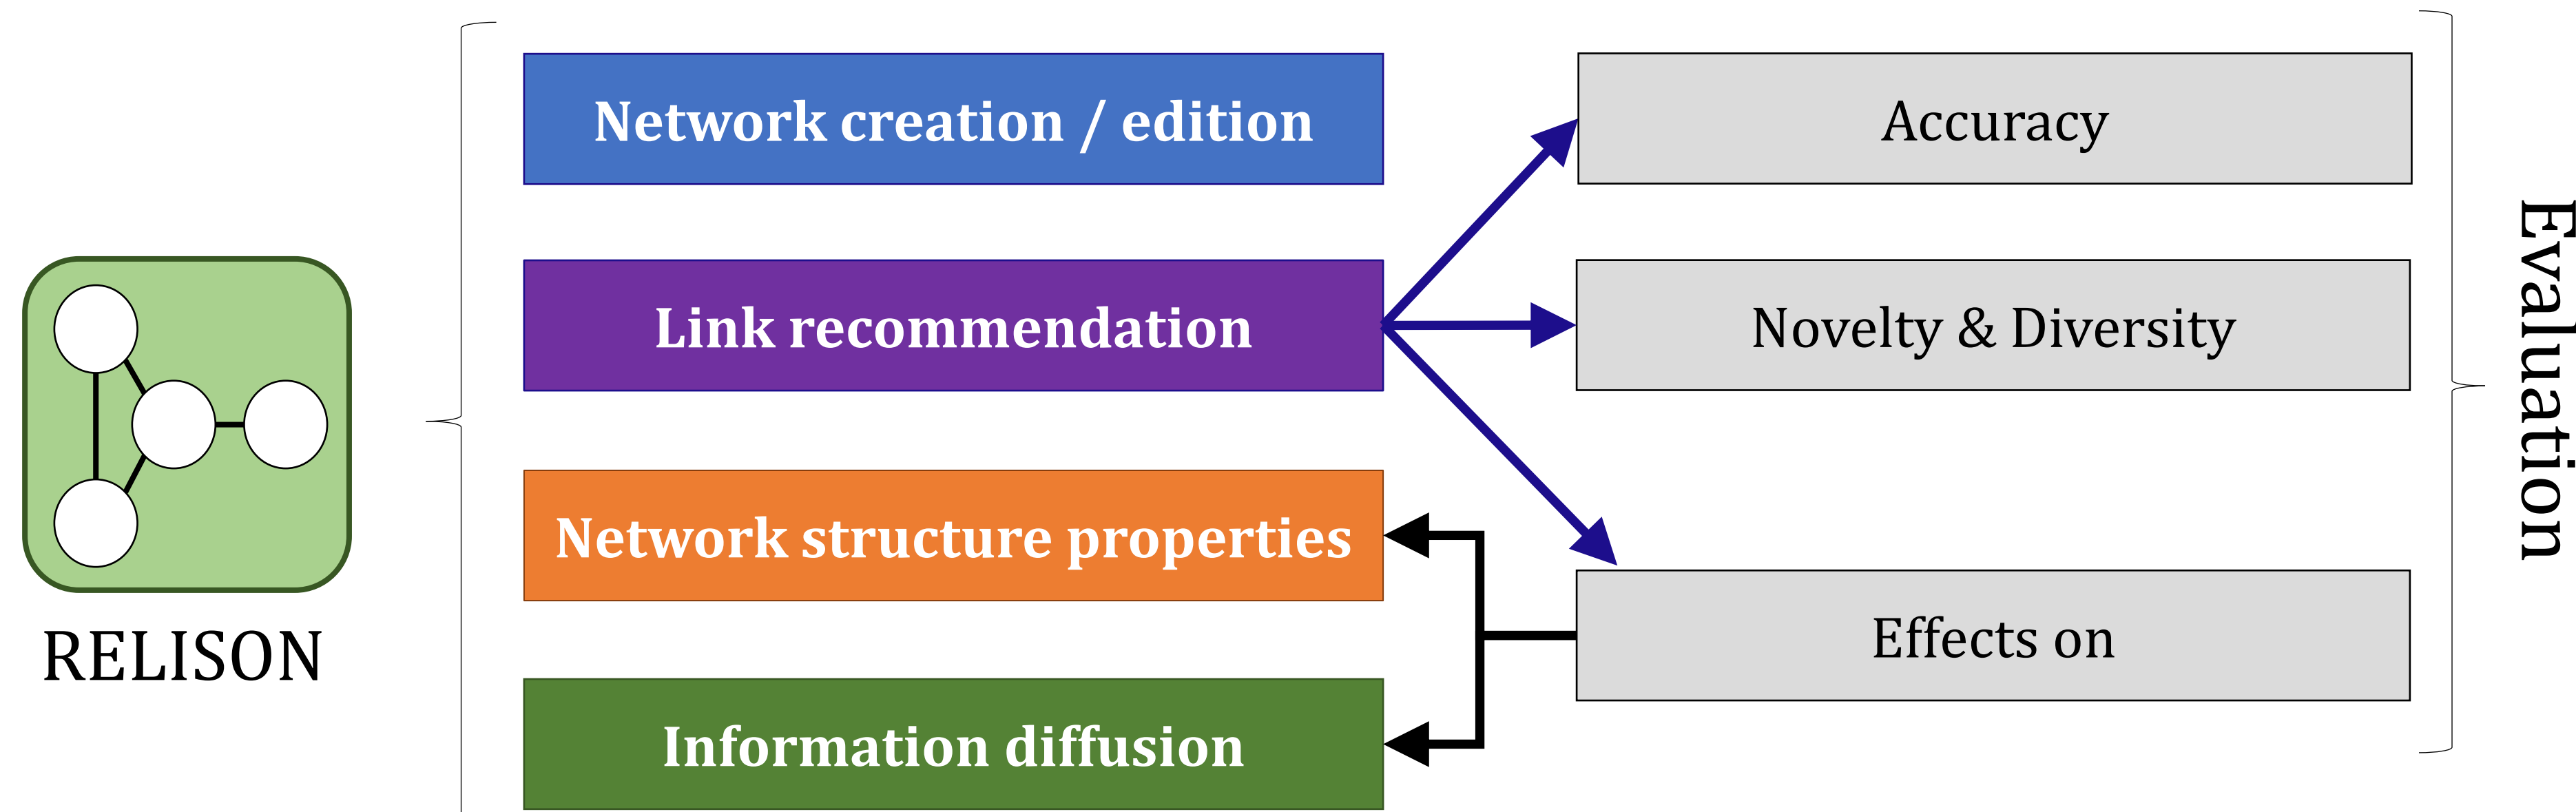 RELISON
Network creation / edition
Link recommendation
Network structure properties
Information diffusion
Accuracy
Novelty & Diversity
Effects on
Evaluation